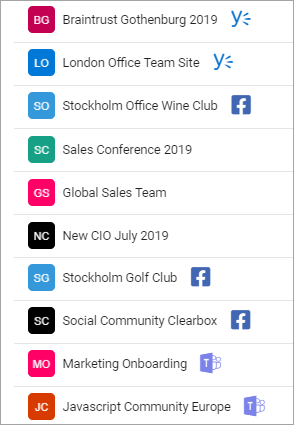 BG Braintrust Gothenburg 2019
LO London Office Team Site
SO Stockholm Office Wine Club
SC Sales Conference 2019
GS Global Sales Team
NC New CIO July 2019
SG Stockholm Golf Club
SC Social Community Clearbox
MO Marketing Onboarding
JC Javascript Community Europe